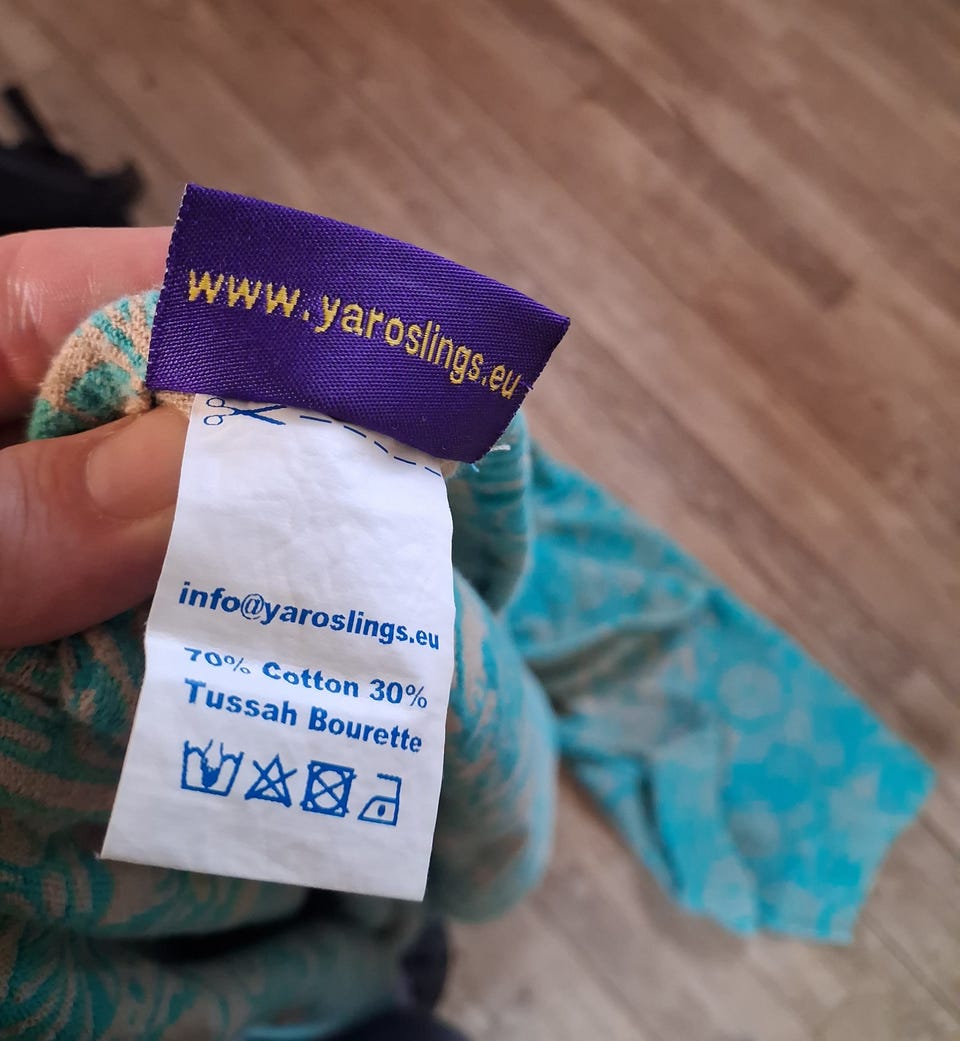 www.yaroslings.eu
info@yaroslings.eu
70% Cotton 30%
Tussah Bourette